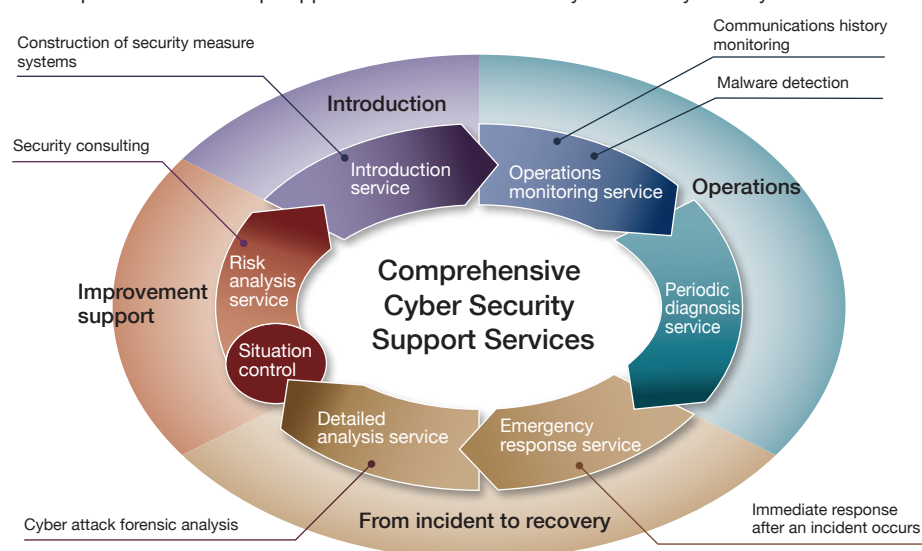 Communications history
monitoring
Construction of security measure
systems
Malware detection
Introduction
Security consulting
Introduction
service
Operations
monitoring service
Operations
Comprehensive
Cyber Security
Support Services
Risk
analysis
service
Improvement
support
Periodic
diagnosis
service
Situation
control
Detailed
analysis service
Emergency
response service
From incident to recovery
Cyber attack forensic analysis
Immediate response
after an incident occurs